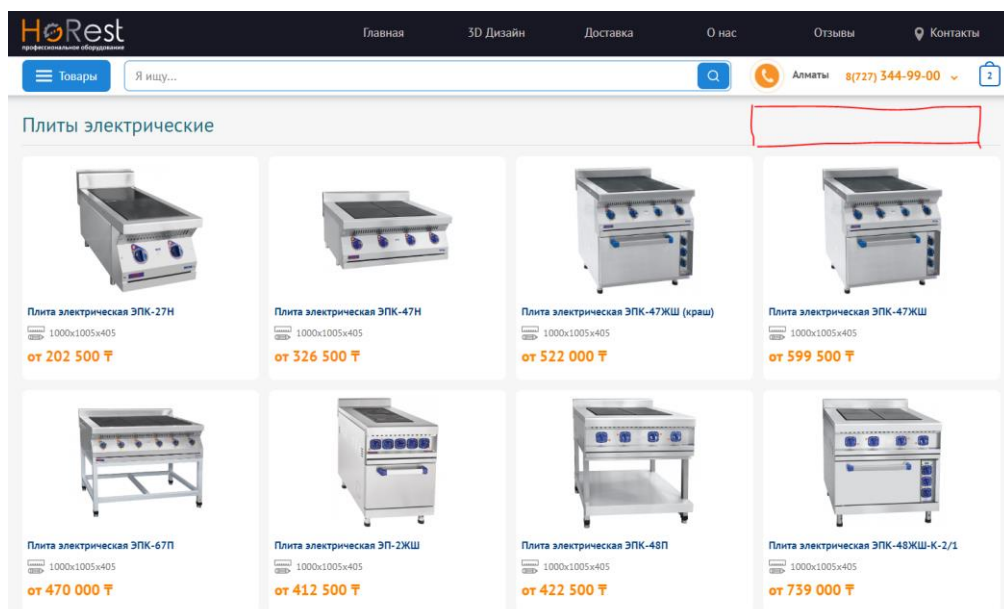 HoRest
профессиональное оборудование
Главная
3D Дизайн
Доставка
О нас
Отзывы
Контакты
Товары
Я ищу...
Алматы
8(727) 344-99-00
2
Плиты электрические
Плита электрическая ЭПК-27Н
1000x1005x405
от 202 500 ₸
Плита электрическая ЭПК-47Н
1000x1005x405
от 326 500 ₸
Плита электрическая ЭПК-47ЖШ (краш)
1000x1005x405
от 522 000 ₸
Плита электрическая ЭПК-47ЖШ
1000x1005x405
от 599 500 ₸
Плита электрическая ЭПК-67П
1000x1005x405
от 470 000 ₸
Плита электрическая ЭП-2ЖШ
1000x1005x405
от 412 500 ₸
Плита электрическая ЭПК-48П
1000x1005x405
от 422 500 ₸
Плита электрическая ЭПК-48ЖШ-К-2/1
1000x1005x405
от 739 000 ₸